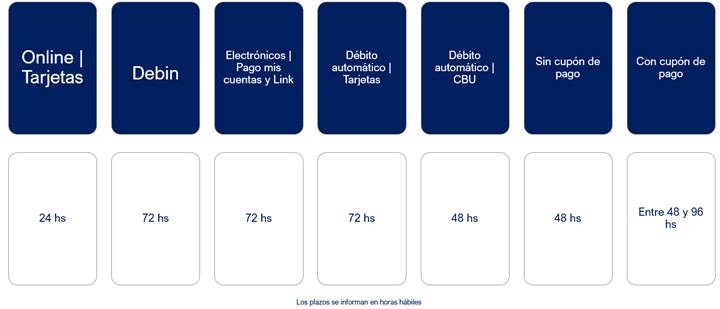 Online |
Tarjetas
Debin
Electrónicos |
Pago mis
cuentas y Link
Débito
automático |
Tarjetas
Débito
automático |
CBU
Sin cupón de
pago
Con cupón de
pago
24 hs
72 hs
72 hs
72 hs
48 hs
48 hs
Entre 48 y 96
hs
Los plazos se informan en horas hábiles